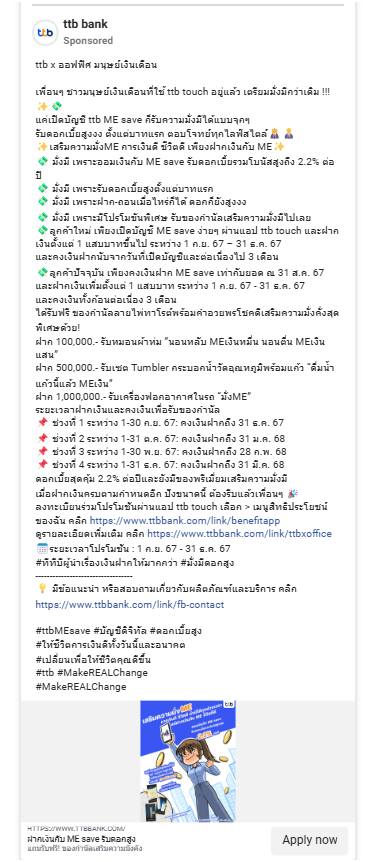 ttb bank
Sponsored
ttb x ออฟฟิศ มนุษย์เงินเดือน
เพื่อนๆ ชาวมนุษย์เงินเดือนที่ใช้ ttb touch อยู่แล้ว เตรียมมั่งมีกว่าเดิม !!!
✨ 💸
แค่เปิดบัญชี ttb ME save ก็รับความมั่งมีได้แบบจุกๆ
รับดอกเบี้ยสูงงง ตั้งแต่บาทแรก ตอบโจทย์ทุกไลฟ์สไตล์ 👩‍💼 👨‍💼
✨เสริมความมั่งME การเงินดี ชีวิตดี เพียงฝากเงินกับ ME✨
💸 มั่งมี เพราะออมเงินกับ ME save รับดอกเบี้ยรวมโบนัสสูงถึง 2.2% ต่อ
ปี
💸 มั่งมี เพราะรับดอกเบี้ยสูงตั้งแต่บาทแรก
💸 มั่งมี เพราะฝาก-ถอนเมื่อไหร่ก็ได้ ดอกก็ยังสูงงง
💸 มั่งมี เพราะมีโปรโมชันพิเศษ รับของกำนัลเสริมความมั่งมีไปเลย
💸ลูกค้าใหม่ เพียงเปิดบัญชี ME save ง่ายๆ ผ่านแอป ttb touch และฝาก
เงินตั้งแต่ 1 แสนบาทขึ้นไป ระหว่าง 1 ก.ย. 67 – 31 ธ.ค. 67
และคงเงินฝากนับจากวันที่เปิดบัญชีและต่อเนื่องไป 3 เดือน
💸ลูกค้าปัจจุบัน เพียงคงเงินฝาก ME save เท่ากับยอด ณ 31 ส.ค. 67
และฝากเงินเพิ่มตั้งแต่ 1 แสนบาท ระหว่าง 1 ก.ย. 67 - 31 ธ.ค. 67
และคงเงินทั้งก้อนต่อเนื่อง 3 เดือน
ได้รับฟรี ของกำนัลลายไพ่ทาโรต์พร้อมคำอวยพรโชคดีเสริมความมั่งคั่งสุด
พิเศษด้วย!
ฝาก 100,000.- รับหมอนผ้าห่ม "นอนหลับ MEเงินหมื่น นอนตื่น MEเงิน
แสน"
ฝาก 500,000.- รับเซต Tumbler กระบอกน้ำวัดอุณหภูมิพร้อมแก้ว "ดื่มน้ำ
แก้วนี้แล้ว MEเงิน"
ฝาก 1,000,000.- รับเครื่องฟอกอากาศในรถ "มั่งME"
ระยะเวลาฝากเงินและคงเงินเพื่อรับของกำนัล
📌 ช่วงที่ 1 ระหว่าง 1-30 ก.ย. 67: คงเงินฝากถึง 31 ธ.ค. 67
📌 ช่วงที่ 2 ระหว่าง 1-31 ต.ค. 67: คงเงินฝากถึง 31 ม.ค. 68
📌 ช่วงที่ 3 ระหว่าง 1-30 พ.ย. 67: คงเงินฝากถึง 28 ก.พ. 68
📌 ช่วงที่ 4 ระหว่าง 1-31 ธ.ค. 67: คงเงินฝากถึง 31 มี.ค. 68
ดอกเบี้ยสุดคุ้ม 2.2% ต่อปีและยังมีของพรีเมี่ยมเสริมความมั่งมี
เมื่อฝากเงินครบตามกำหนดอีก ปังขนาดนี้ ต้องรีบแล้วเพื่อนๆ 🎉
ลงทะเบียนร่วมโปรโมชันผ่านแอป ttb touch เลือก > เมนูสิทธิประโยชน์
ของฉัน คลิก https://www.ttbbank.com/link/benefitapp
ดูรายละเอียดเพิ่มเติม คลิก https://www.ttbbank.com/link/ttbxoffice
🗓️ระยะเวลาโปรโมชัน : 1 ก.ย. 67 - 31 ธ.ค. 67
#ทีทีบีผู้นำเรื่องเงินฝากให้มากกว่า #มั่งมีดอกสูง
--------------------------------
💡 มีข้อแนะนำ หรือสอบถามเกี่ยวกับผลิตภัณฑ์และบริการ คลิก
https://www.ttbbank.com/link/fb-contact
#ttbMEsave #บัญชีดิจิทัล #ดอกเบี้ยสูง
#ให้ชีวิตการเงินดีทั้งวันนี้และอนาคต
#เปลี่ยนเพื่อให้ชีวิตคุณดีขึ้น
#ttb #MakeREALChange
#MakeREALChange
เสริมความมั่งME
ttb
HTTPS://WWW.TTBBANK.COM/
ฝากเงินกับ ME save รับดอกสูง
แถมรับฟรี! ของกำนัลเสริมความมั่งคั่ง
Apply now